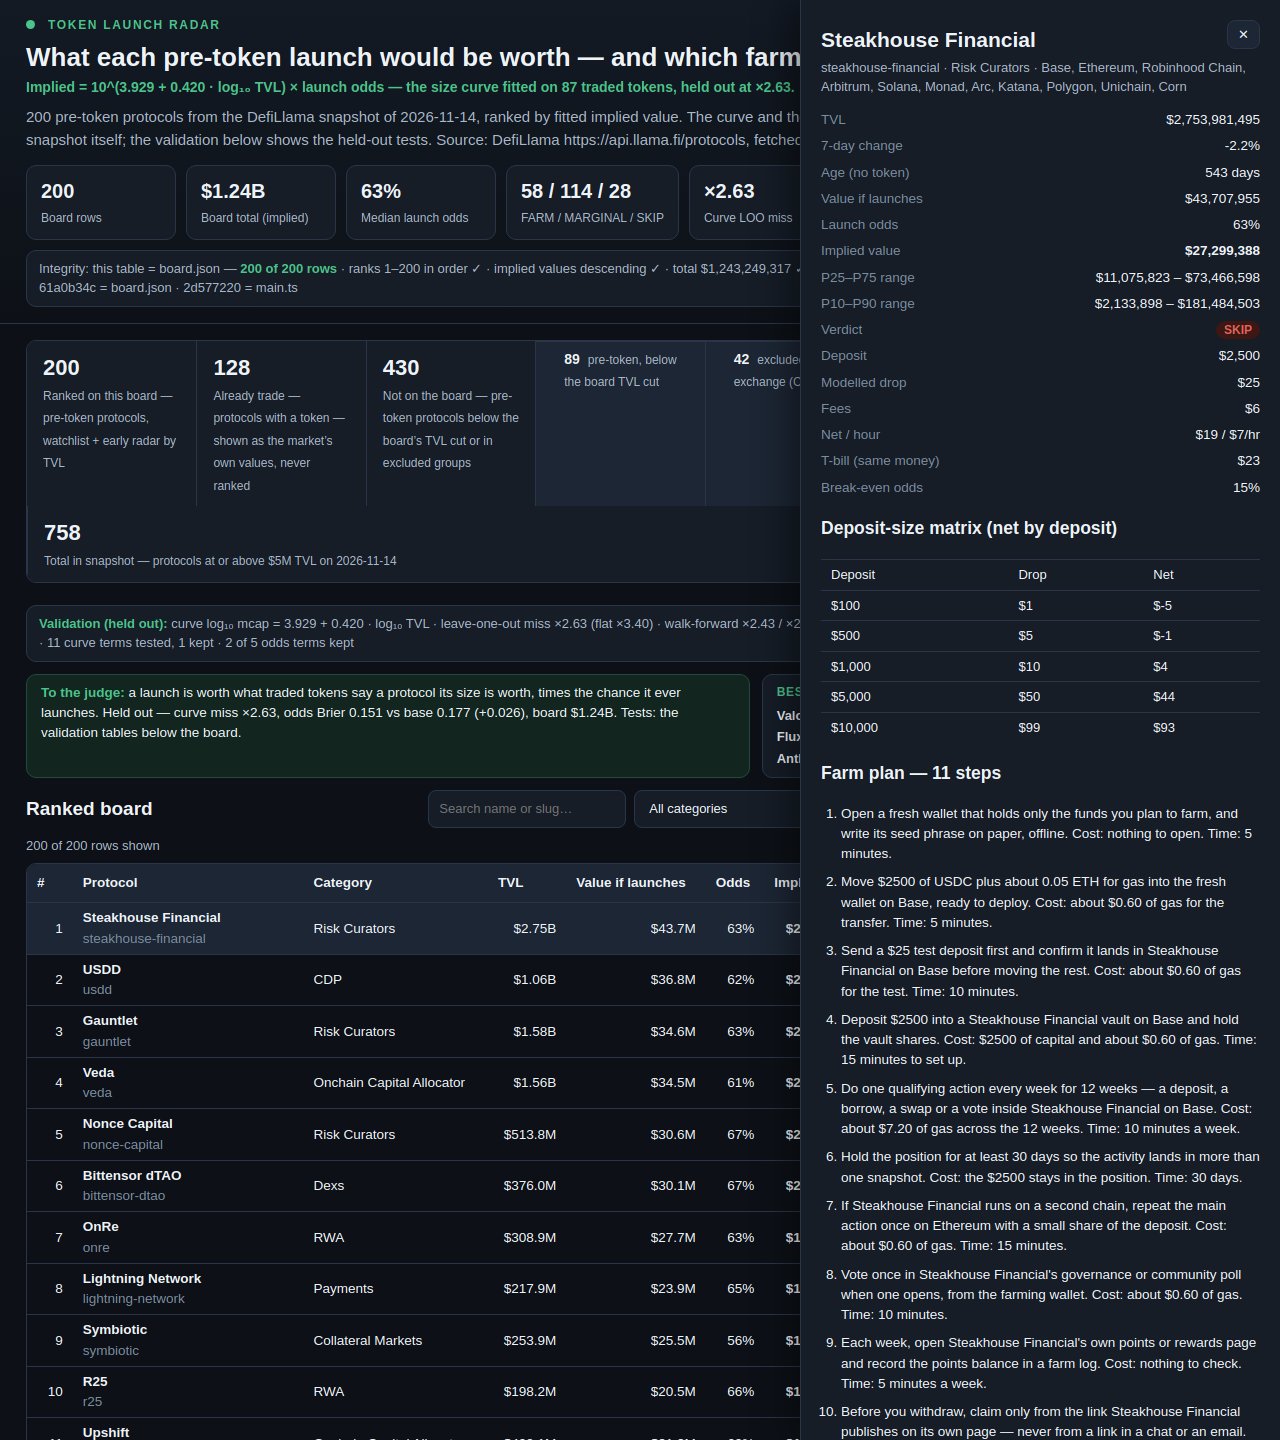 TOKEN LAUNCH RADAR
What each pre-token launch would be worth — and which farm
Implied = 10^(3.929 + 0.420 · log₁₀ TVL) × launch odds — the size curve fitted on 87 traded tokens, held out at ×2.63.
200 pre-token protocols from the DefiLlama snapshot of 2026-11-14, ranked by fitted implied value. The curve and th
snapshot itself; the validation below shows the held-out tests. Source: DefiLlama https://api.llama.fi/protocols, fetched
200
Board rows
$1.24B
Board total (implied)
63%
Median launch odds
58 / 114 / 28
FARM / MARGINAL / SKIP
×2.63
Curve LOO miss
Integrity: this table = board.json — 200 of 200 rows · ranks 1–200 in order ✓ · implied values descending ✓ · total $1,243,249,317 ✓
61a0b34c = board.json · 2d577220 = main.ts
200
Ranked on this board —
pre-token protocols,
watchlist + early radar by
TVL
128
Already trade —
protocols with a token —
shown as the market's
own values, never
ranked
430
Not on the board — pre-
token protocols below the
board's TVL cut or in
excluded groups
89 pre-token, below
the board TVL cut
42 exclude
exchange (C
758
Total in snapshot — protocols at or above $5M TVL on 2026-11-14
Validation (held out): curve log₁₀ mcap = 3.929 + 0.420 · log₁₀ TVL · leave-one-out miss ×2.63 (flat ×3.40) · walk-forward ×2.43 / ×2
· 11 curve terms tested, 1 kept · 2 of 5 odds terms kept
To the judge: a launch is worth what traded tokens say a protocol its size is worth, times the chance it ever
launches. Held out — curve miss ×2.63, odds Brier 0.151 vs base 0.177 (+0.026), board $1.24B. Tests: the
validation tables below the board.
BES
Valo
Flux
Anth
Ranked board
Search name or slug…
All categories
200 of 200 rows shown
# Protocol Category TVL Value if launches Odds Impl
1 Steakhouse Financial Risk Curators $2.75B $43.7M 63% $2
steakhouse-financial
2 USDD CDP $1.06B $36.8M 62% $2
usdd
3 Gauntlet Risk Curators $1.58B $34.6M 63% $2
gauntlet
4 Veda Onchain Capital Allocator $1.56B $34.5M 61% $2
veda
5 Nonce Capital Risk Curators $513.8M $30.6M 67% $2
nonce-capital
6 Bittensor dTAO Dexs $376.0M $30.1M 67% $2
bittensor-dtao
7 OnRe RWA $308.9M $27.7M 63% $1
onre
8 Lightning Network Payments $217.9M $23.9M 65% $1
lightning-network
9 Symbiotic Collateral Markets $253.9M $25.5M 56% $1
symbiotic
10 R25 RWA $198.2M $20.5M 66% $1
r25
Upshift
Steakhouse Financial
✕
steakhouse-financial · Risk Curators · Base, Ethereum, Robinhood Chain,
Arbitrum, Solana, Monad, Arc, Katana, Polygon, Unichain, Corn
TVL $2,753,981,495
7-day change -2.2%
Age (no token) 543 days
Value if launches $43,707,955
Launch odds 63%
Implied value $27,299,388
P25–P75 range $11,075,823 – $73,466,598
P10–P90 range $2,133,898 – $181,484,503
Verdict SKIP
Deposit $2,500
Modelled drop $25
Fees $6
Net / hour $19 / $7/hr
T-bill (same money) $23
Break-even odds 15%
Deposit-size matrix (net by deposit)
Deposit Drop Net
$100 $1 $-5
$500 $5 $-1
$1,000 $10 $4
$5,000 $50 $44
$10,000 $99 $93
Farm plan — 11 steps
1. Open a fresh wallet that holds only the funds you plan to farm, and
write its seed phrase on paper, offline. Cost: nothing to open. Time: 5
minutes.
2. Move $2500 of USDC plus about 0.05 ETH for gas into the fresh
wallet on Base, ready to deploy. Cost: about $0.60 of gas for the
transfer. Time: 5 minutes.
3. Send a $25 test deposit first and confirm it lands in Steakhouse
Financial on Base before moving the rest. Cost: about $0.60 of gas
for the test. Time: 10 minutes.
4. Deposit $2500 into a Steakhouse Financial vault on Base and hold
the vault shares. Cost: $2500 of capital and about $0.60 of gas. Time:
15 minutes to set up.
5. Do one qualifying action every week for 12 weeks — a deposit, a
borrow, a swap or a vote inside Steakhouse Financial on Base. Cost:
about $7.20 of gas across the 12 weeks. Time: 10 minutes a week.
6. Hold the position for at least 30 days so the activity lands in more than
one snapshot. Cost: the $2500 stays in the position. Time: 30 days.
7. If Steakhouse Financial runs on a second chain, repeat the main
action once on Ethereum with a small share of the deposit. Cost:
about $0.60 of gas. Time: 15 minutes.
8. Vote once in Steakhouse Financial's governance or community poll
when one opens, from the farming wallet. Cost: about $0.60 of gas.
Time: 10 minutes.
9. Each week, open Steakhouse Financial's own points or rewards page
and record the points balance in a farm log. Cost: nothing to check.
Time: 5 minutes a week.
10. Before you withdraw, claim only from the link Steakhouse Financial
publishes on its own page — never from a link in a chat or an email.